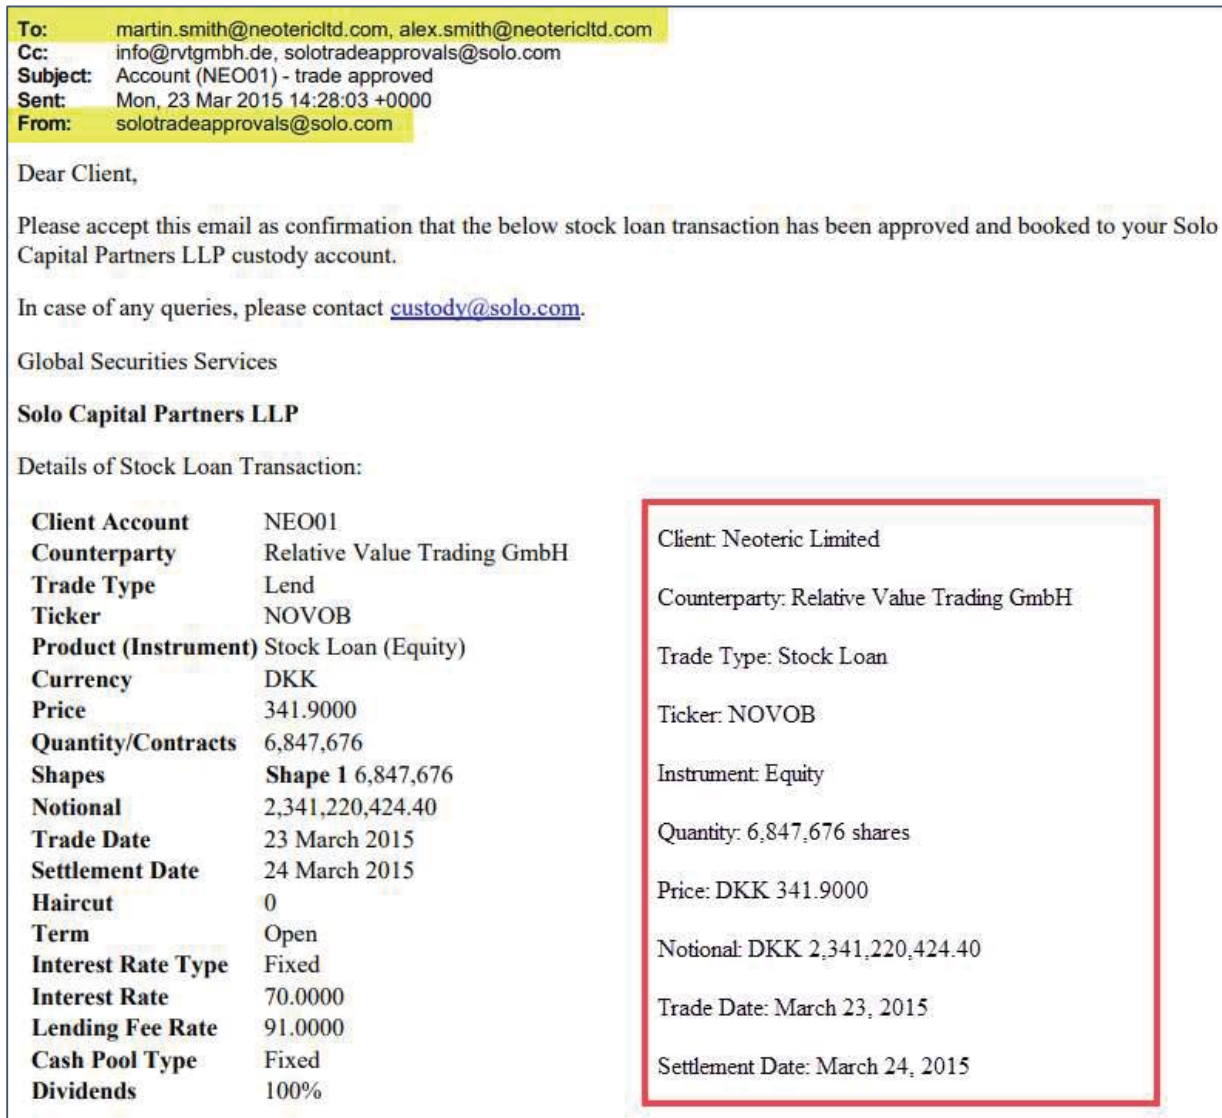 To: martin.smith@neotericltd.com, alex.smith@neotericltd.com
Cc: info@rvtgmbh.de, solotradeapprovals@solo.com
Subject: Account (NEO01) - trade approved
Sent: Mon, 23 Mar 2015 14:28:03 +0000
From: solotradeapprovals@solo.com
Dear Client,
Please accept this email as confirmation that the below stock loan transaction has been approved and booked to your Solo
Capital Partners LLP custody account.
In case of any queries, please contact custody@solo.com.
Global Securities Services
Solo Capital Partners LLP
Details of Stock Loan Transaction:
Client Account NEO01
Counterparty Relative Value Trading GmbH
Trade Type Lend
Ticker NOVOB
Product (Instrument) Stock Loan (Equity)
Currency DKK
Price 341.9000
Quantity/Contracts 6,847,676
Shapes Shape 1 6,847,676
Notional 2,341,220,424.40
Trade Date 23 March 2015
Settlement Date 24 March 2015
Haircut 0
Term Open
Interest Rate Type Fixed
Interest Rate 70.0000
Lending Fee Rate 91.0000
Cash Pool Type Fixed
Dividends 100%
Client: Neoteric Limited
Counterparty: Relative Value Trading GmbH
Trade Type: Stock Loan
Ticker: NOVOB
Instrument: Equity
Quantity: 6,847,676 shares
Price: DKK 341.9000
Notional: DKK 2,341,220,424.40
Trade Date: March 23, 2015
Settlement Date: March 24, 2015